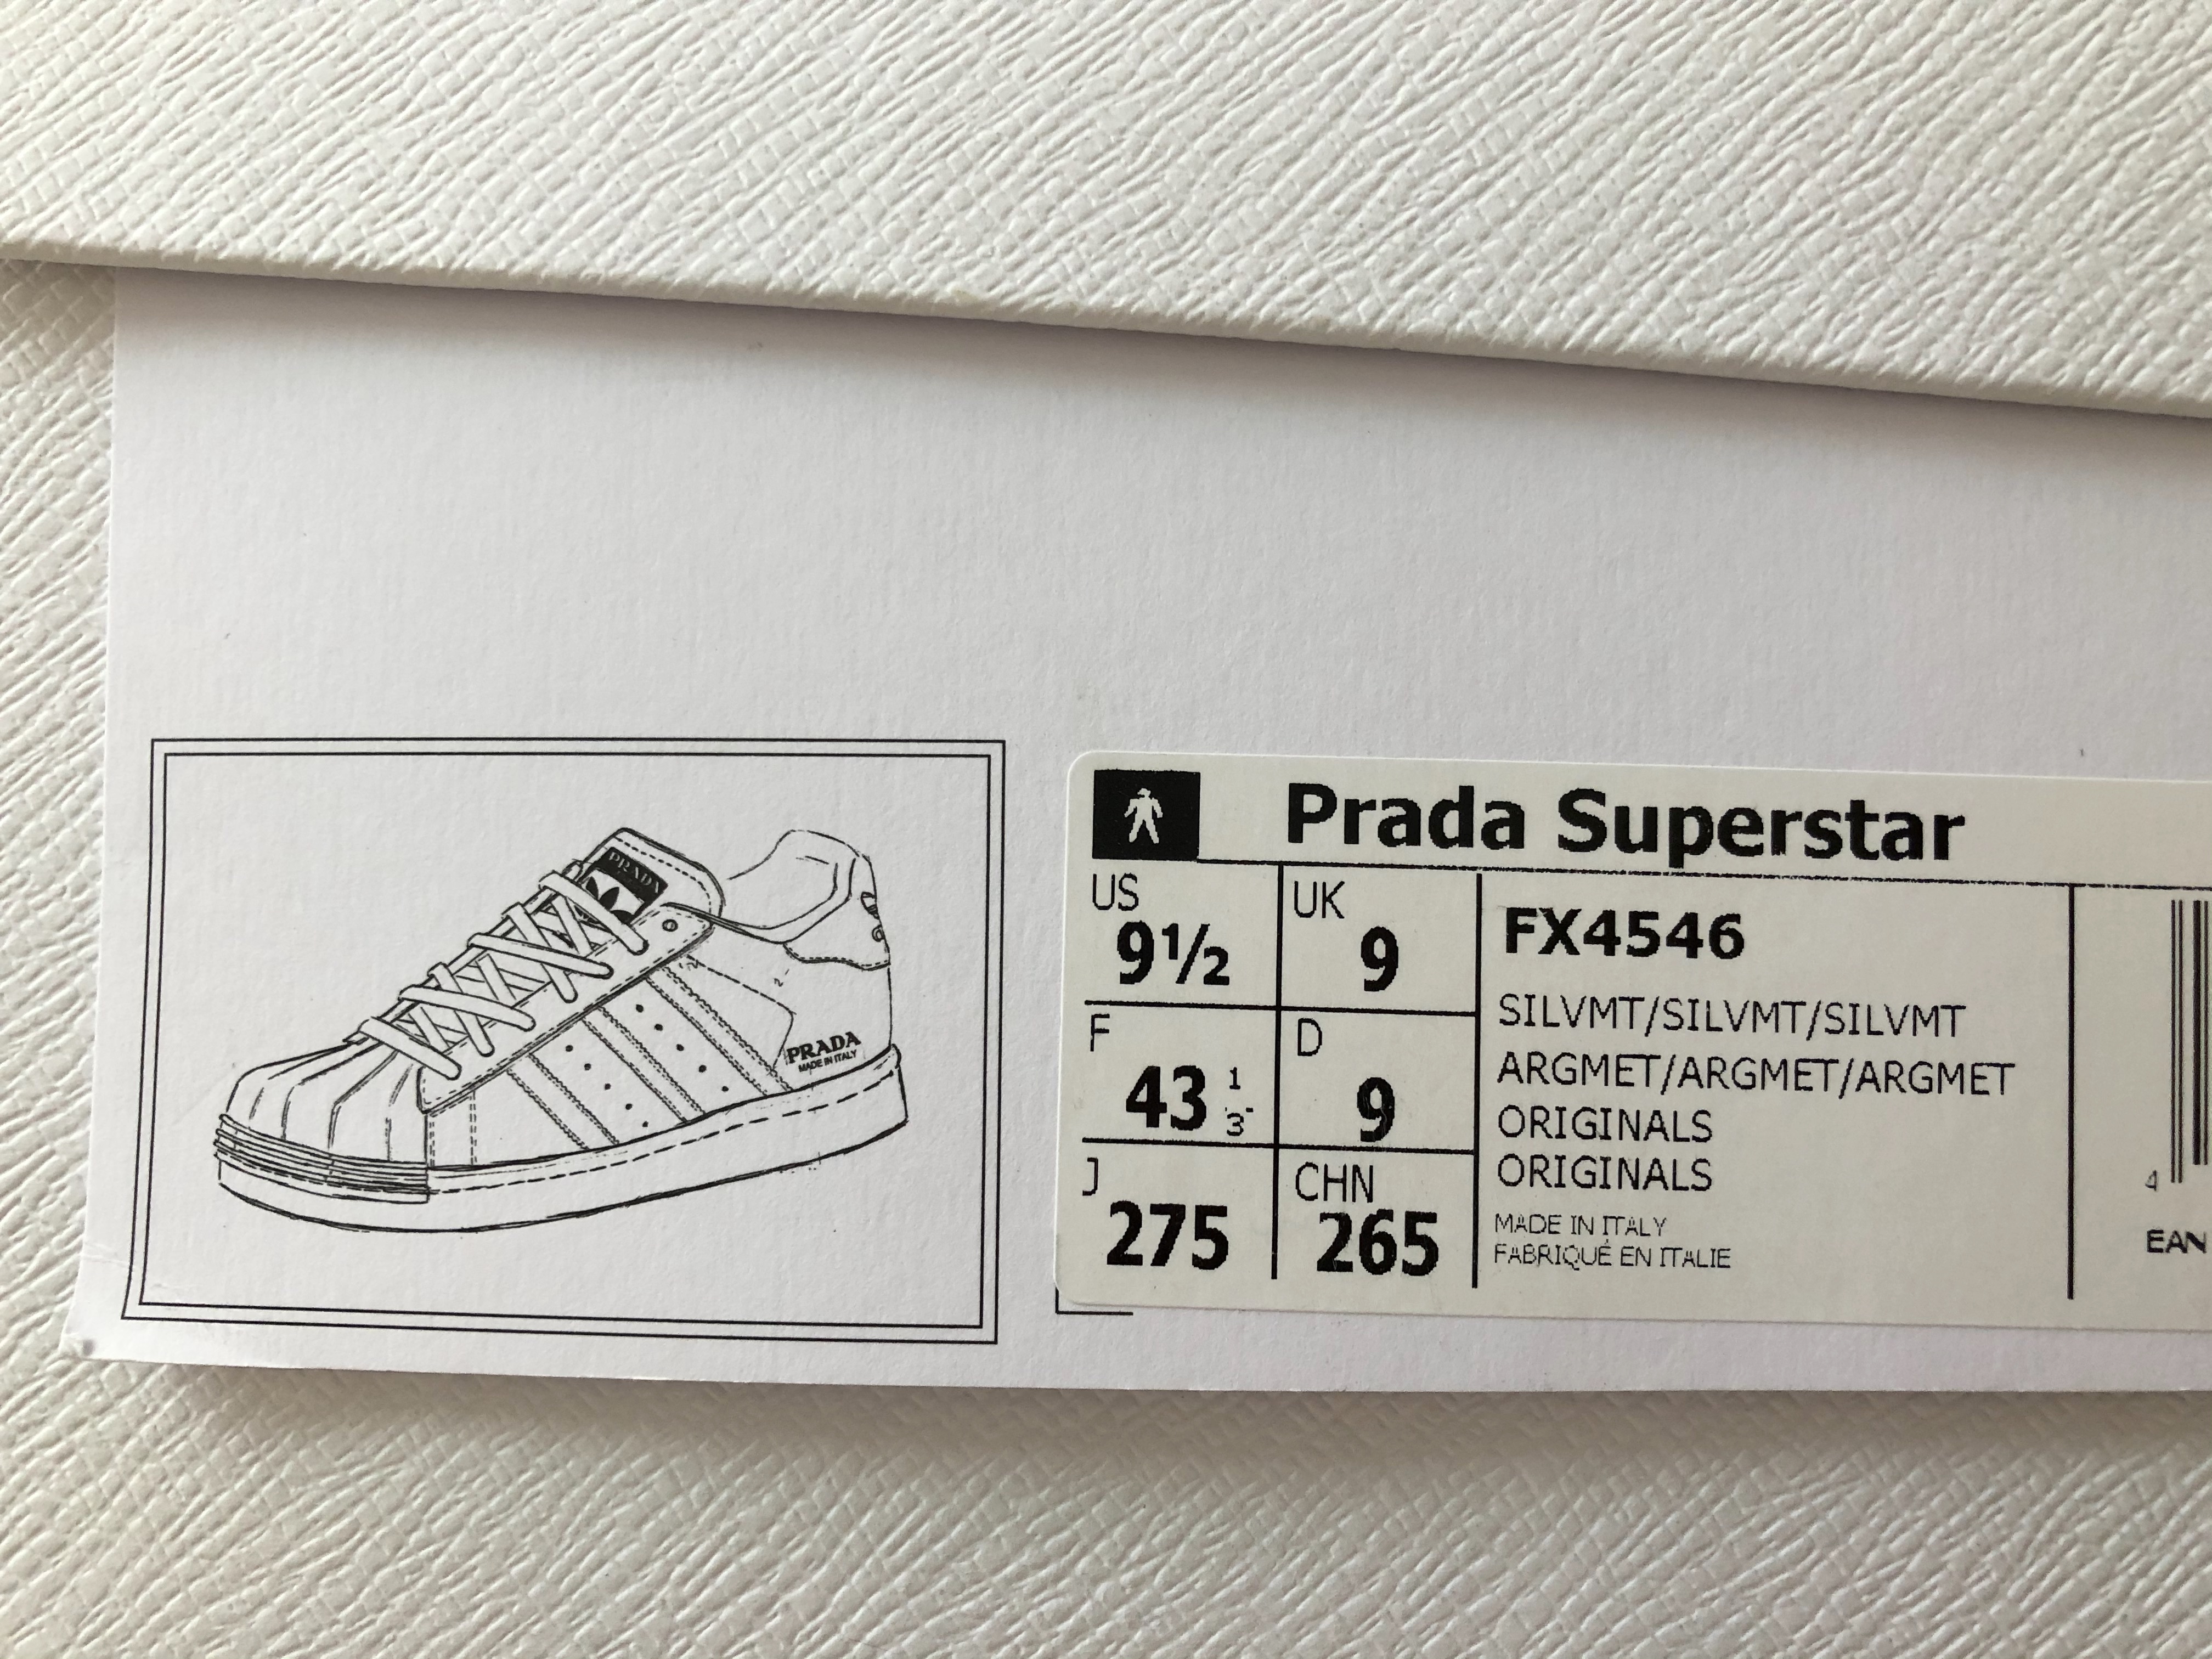 Prada Superstar
US
9½
UK
9
F
43 1/3
D
9
J
275
CHN
265
FX4546
SILVMT/SILVMT/SILVMT
ARGMET/ARGMET/ARGMET
ORIGINALS
ORIGINALS
MADE IN ITALY
FABRIQUÉ EN ITALIE
4
EAN
PRADA
PRADA
MADE IN ITALY